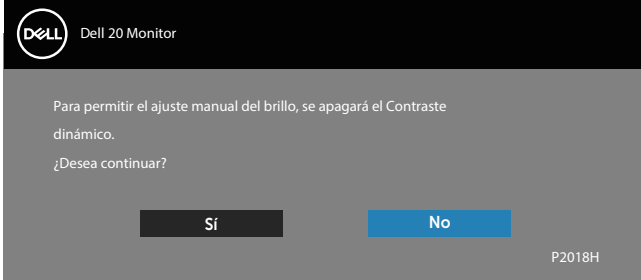 DELL
Dell 20 Monitor
Para permitir el ajuste manual del brillo, se apagará el Contraste
dinámico.
¿Desea continuar?
Sí
No
P2018H